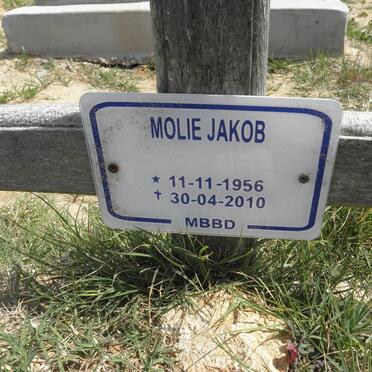 MOLIE JAKOB
★ 11-11-1956
✝ 30-04-2010
MBBD